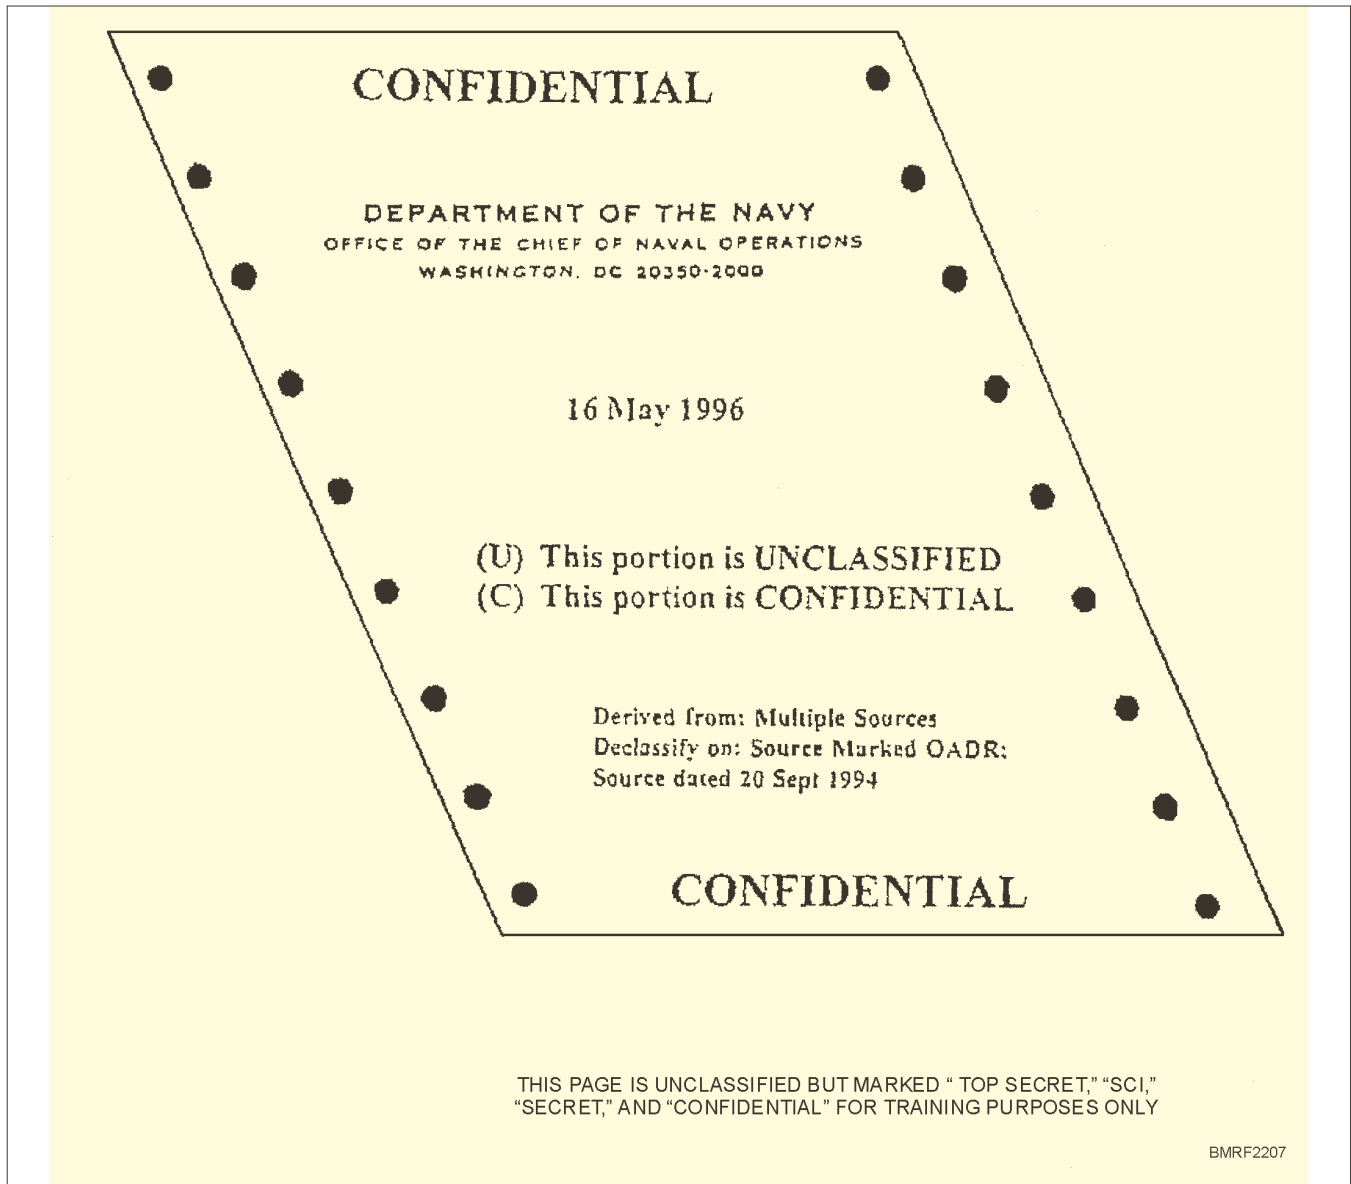 CONFIDENTIAL
DEPARTMENT OF THE NAVY
OFFICE OF THE CHIEF OF NAVAL OPERATIONS
WASHINGTON, DC 20350-2000
16 May 1996
(U) This portion is UNCLASSIFIED
(C) This portion is CONFIDENTIAL
Derived from: Multiple Sources
Declassify on: Source Marked OADR;
Source dated 20 Sept 1994
CONFIDENTIAL
THIS PAGE IS UNCLASSIFIED BUT MARKED “ TOP SECRET,” “SCI,”
“SECRET,” AND “CONFIDENTIAL” FOR TRAINING PURPOSES ONLY
BMRF2207